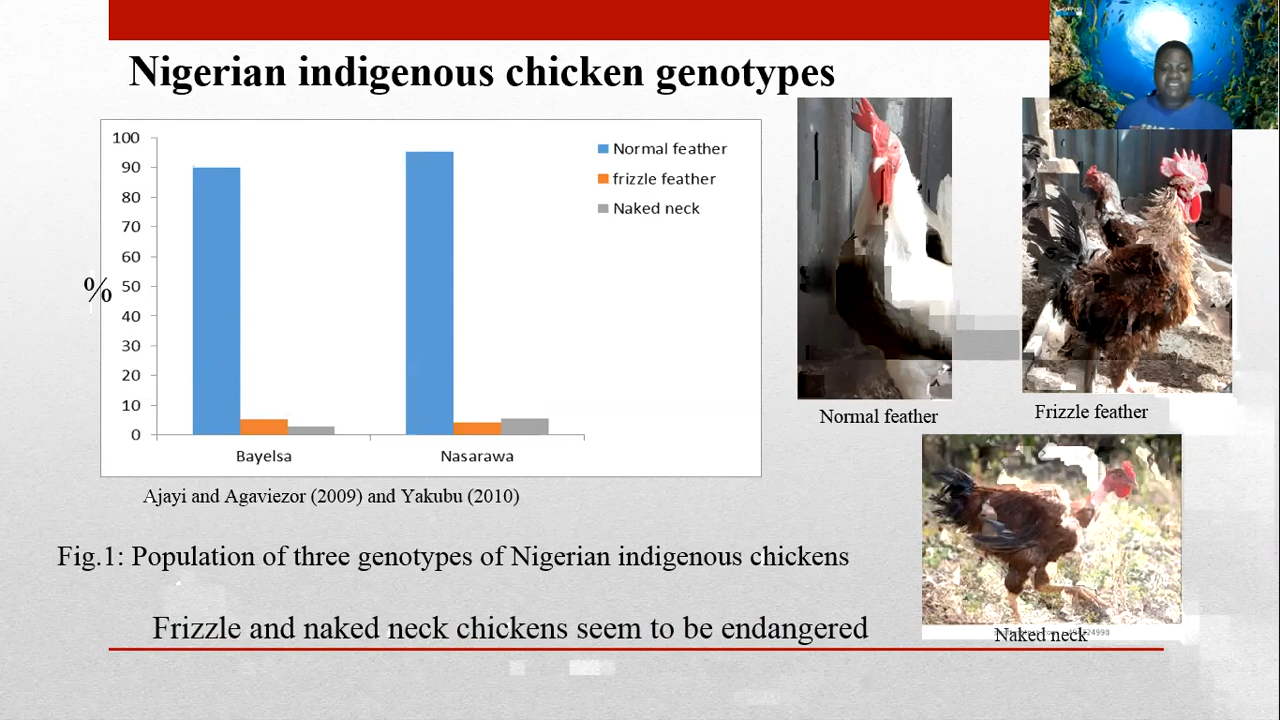 Nigerian indigenous chicken genotypes
100
90
80
70
60
50
40
30
20
10
0
%
Normal feather
frizzle feather
Naked neck
Bayelsa
Nasarawa
Ajayi and Agaviezor (2009) and Yakubu (2010)
Fig.1: Population of three genotypes of Nigerian indigenous chickens
Frizzle and naked neck chickens seem to be endangered
Normal feather
Frizzle feather
Naked neck